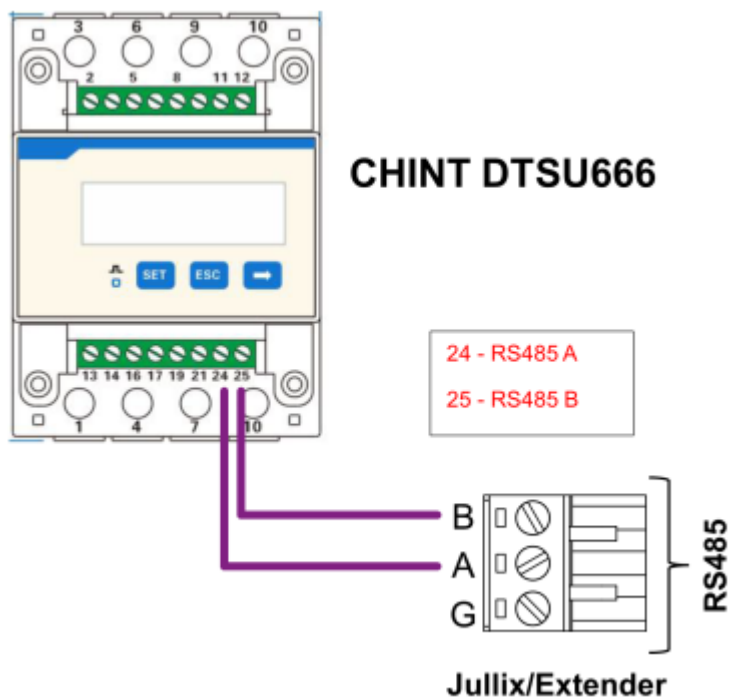 3 6 9 10
2 5 8 11 12
CHINT DTSU666
SET ESC
24 - RS485 A
25 - RS485 B
13 14 16 17 19 21 24 25
1 4 7 10
B
A
G
RS485
Jullix/Extender